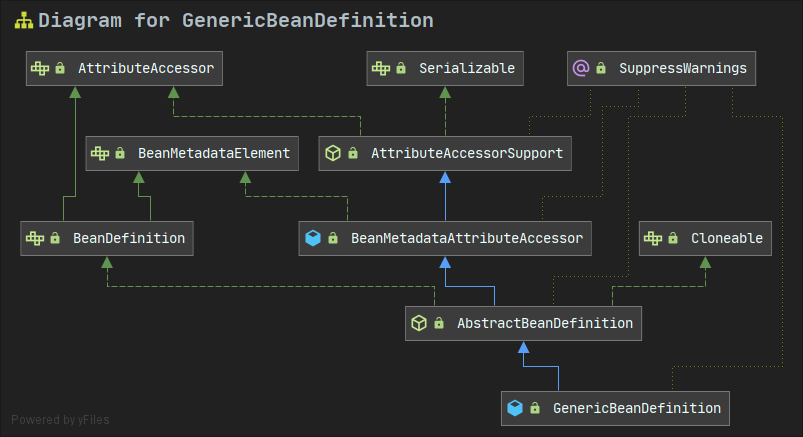 Diagram for GenericBeanDefinition
AttributeAccessor
Serializable
SuppressWarnings
BeanMetadataElement
AttributeAccessorSupport
BeanDefinition
BeanMetadataAttributeAccessor
Cloneable
AbstractBeanDefinition
GenericBeanDefinition
Powered by yFiles